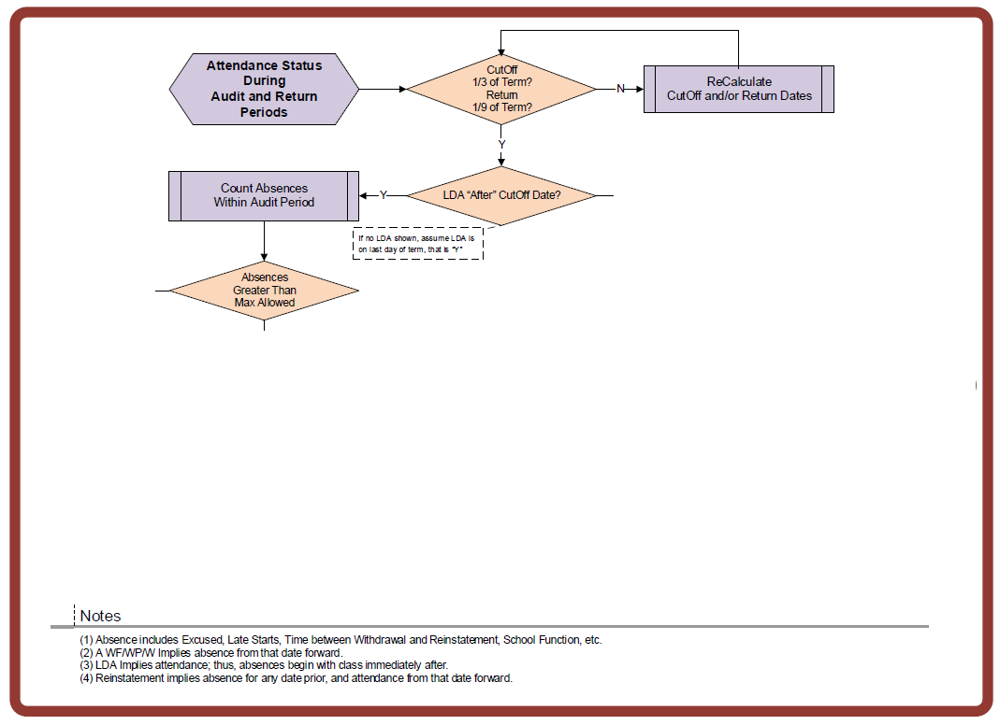 Attendance Status
During
Audit and Return
Periods
CutOff
1/3 of Term?
Return
1/9 of Term?
N
ReCalculate
CutOff and/or Return Dates
Y
Count Absences
Within Audit Period
Y
LDA “After” CutOff Date?
If no LDA shown, assume LDA is
on last day of term, that is “Y”
Absences
Greater Than
Max Allowed
Notes
(1) Absence includes Excused, Late Starts, Time between Withdrawal and Reinstatement, School Function, etc.
(2) A WF/WP/W Implies absence from that date forward.
(3) LDA Implies attendance; thus, absences begin with class immediately after.
(4) Reinstatement implies absence for any date prior, and attendance from that date forward.